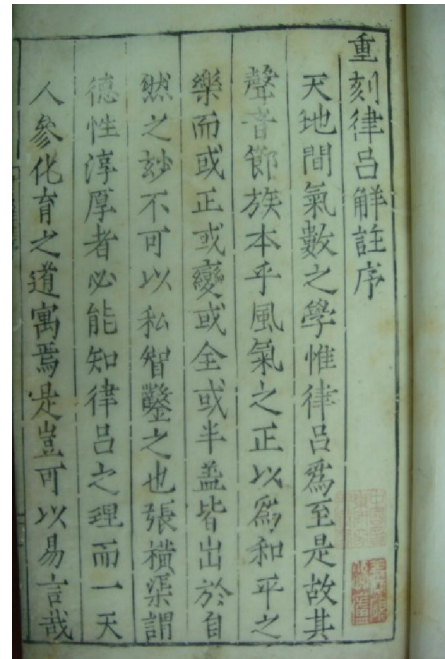 重刻律呂解註序
天地間氣數之學惟律呂爲至是故其
聲音節族本乎風氣之正以爲和平之
樂而或正或變或全或半盖皆出於自
然之妙不可以私智鑿之也張橫渠謂
德性淳厚者必能知律呂之理而一天
人參化育之道寓焉是豈可以易言哉